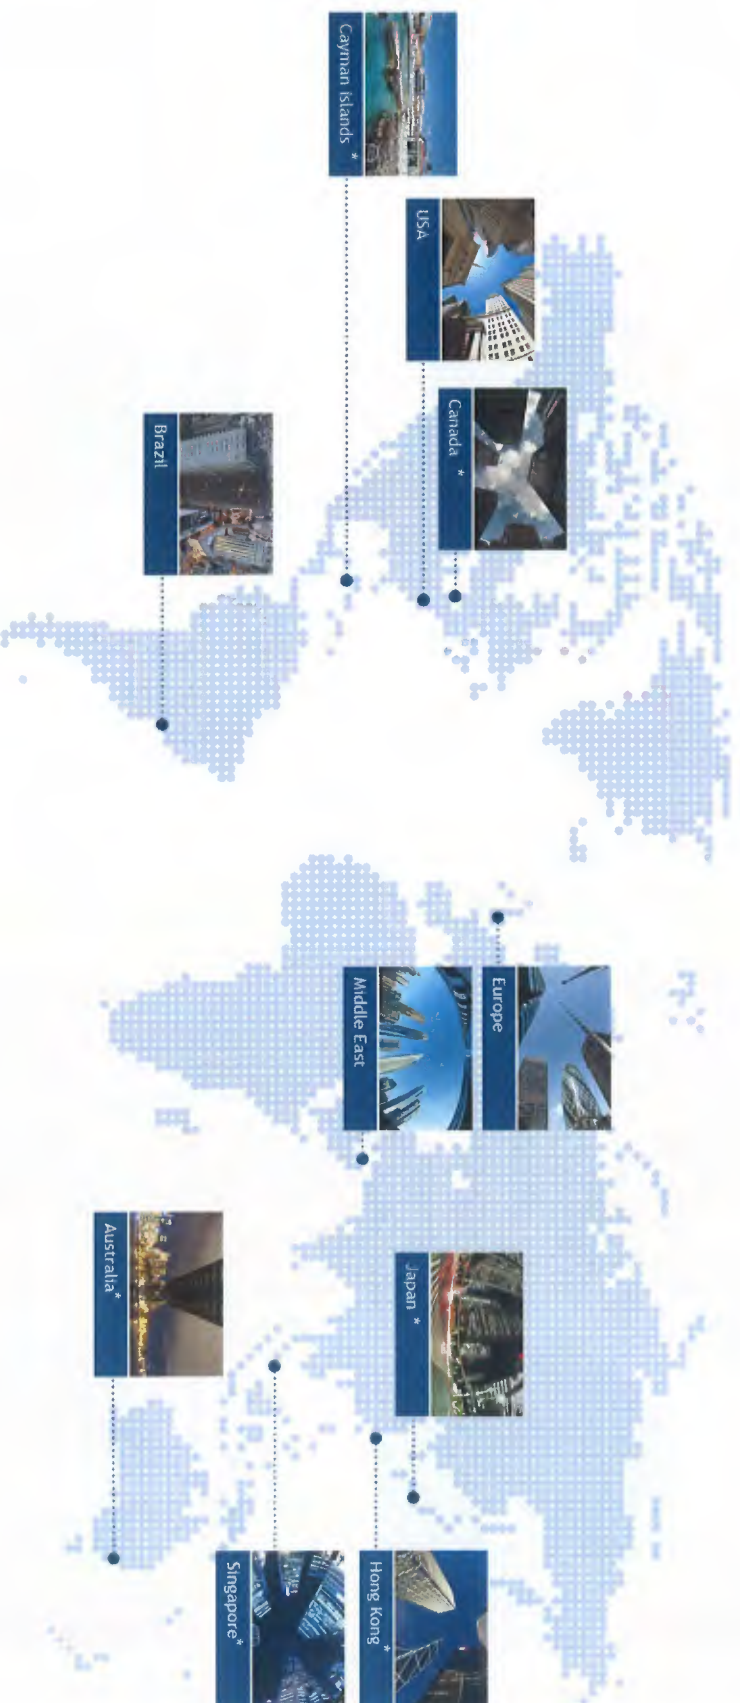 Cayman islands *
USA
Canada *
Brazil
Europe
Middle East
Japan *
Australia*
Hong Kong *
Singapore*